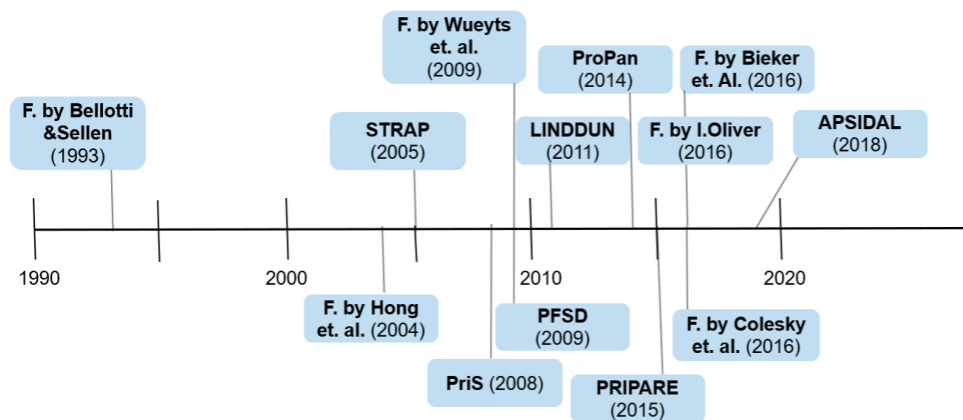 F. by Wueyts
et. al.
(2009)
ProPan
(2014)
F. by Bieker
et. Al. (2016)
F. by Bellotti
&Sellen
(1993)
STRAP
(2005)
LINDDUN
(2011)
F. by I.Oliver
(2016)
APSIDAL
(2018)
1990
2000
2010
2020
F. by Hong
et. al. (2004)
PFSD
(2009)
F. by Colesky
et. al. (2016)
PriS (2008)
PRIPARE
(2015)